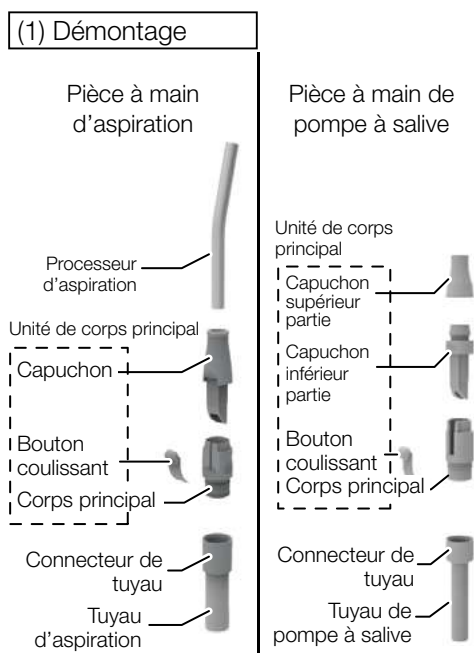 (1) Démontage
Pièce à main
d'aspiration
Processeur
d'aspiration
Unité de corps principal
Capuchon
Bouton
coulissant
Corps principal
Connecteur de
tuyau
Tuyau
d'aspiration
Pièce à main de
pompe à salive
Unité de corps
principal
Capuchon
supérieur
partie
Capuchon
inférieur
partie
Bouton
coulissant
Corps principal
Connecteur de
tuyau
Tuyau de
pompe à salive